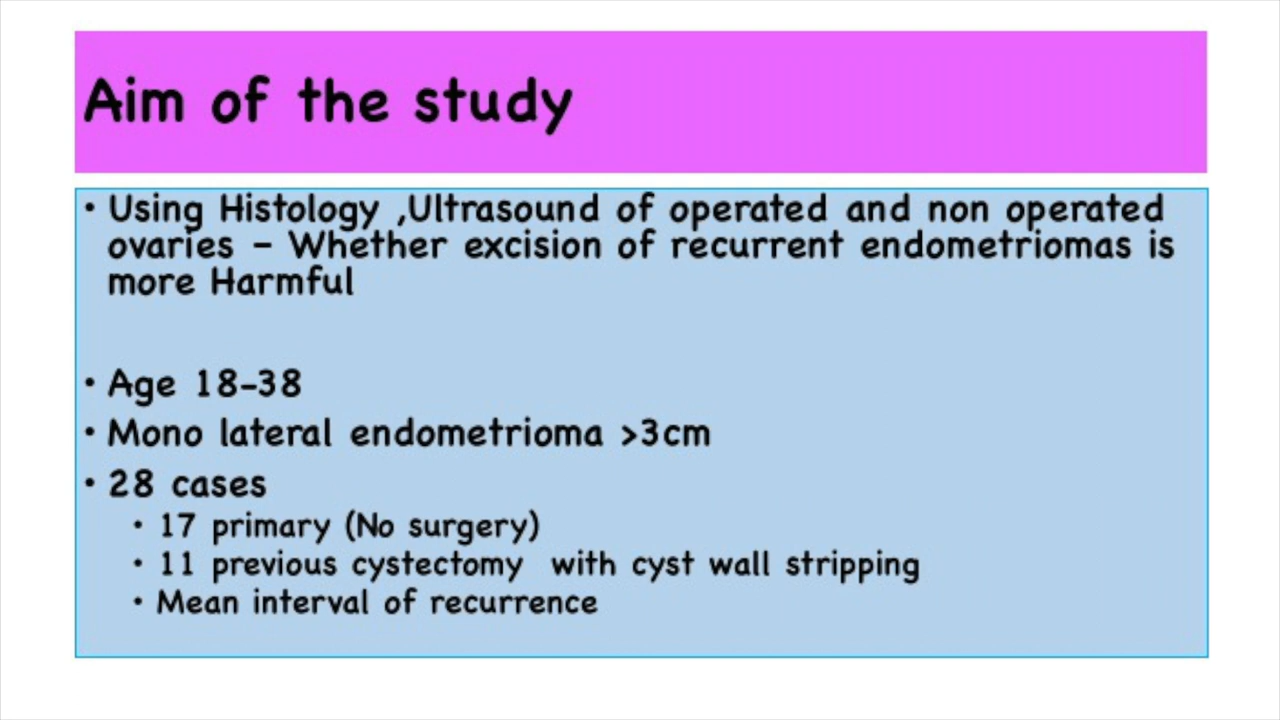 Aim of the study
• Using Histology ,Ultrasound of operated and non operated
ovaries – Whether excision of recurrent endometriomas is
more Harmful
• Age 18-38
• Mono lateral endometrioma >3cm
• 28 cases
• 17 primary (No surgery)
• 11 previous cystectomy with cyst wall stripping
• Mean interval of recurrence